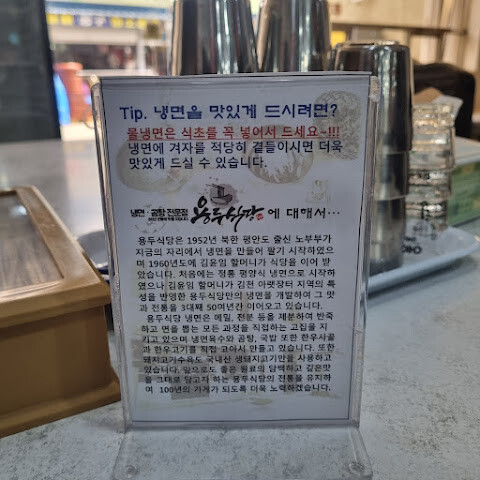 Tip. 냉면을 맛있게 드시려면?
물냉면은 식초를 꼭 넣어서 드세요~!!!
냉면에 겨자를 적당히 곁들이시면 더욱
맛있게 드실 수 있습니다.
냉면·곰탕 전문점
용두식당 에 대해서…
용두식당은 1952년 북한 평안도 출신 노부부가
지금의 자리에서 냉면을 만들어 팔기 시작하였으
며 1960년도에 김윤임 할머니가 식당을 이어 받
았습니다. 처음에는 정통 평양식 냉면으로 시작하
였으나 김윤임 할머니가 김천 아랫장터 지역의 특
성을 반영한 용두식당만의 냉면을 개발하여 그 맛
과 전통을 3대째 50여년간 이어오고 있습니다.
용두식당 냉면은 메밀, 전분 등을 제분하여 반죽
하고 면을 뽑는 모든 과정을 직접하는 고집을 지
키고 있으며 냉면육수와 곰탕, 국밥 또한 한우사골
과 한우고기를 직접 고아서 만들고 있습니다. 또한
돼지고기수육도 국내산 생돼지고기만을 사용하고
있습니다. 앞으로도 좋은 원료의 담백하고 깊은맛
을 그대로 담고자 하는 용두식당의 전통을 유지하
여 100년의 가게가 되도록 더욱 노력하겠습니다.